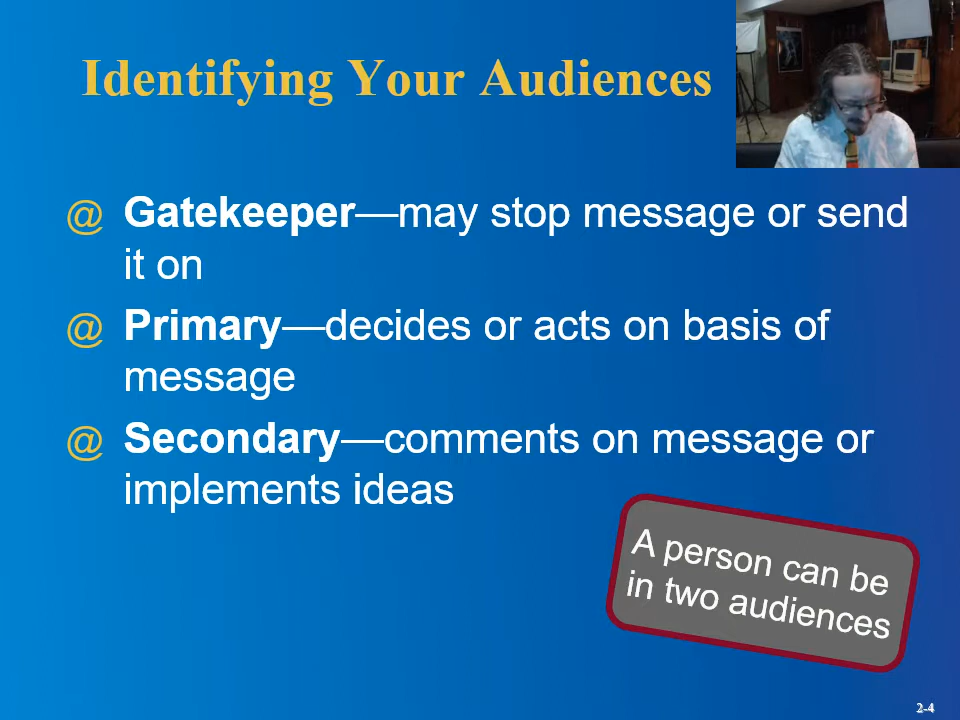 Identifying Your Audiences
@ Gatekeeper—may stop message or send
it on
@ Primary—decides or acts on basis of
message
@ Secondary—comments on message or
implements ideas
A person can be
in two audiences
2-4